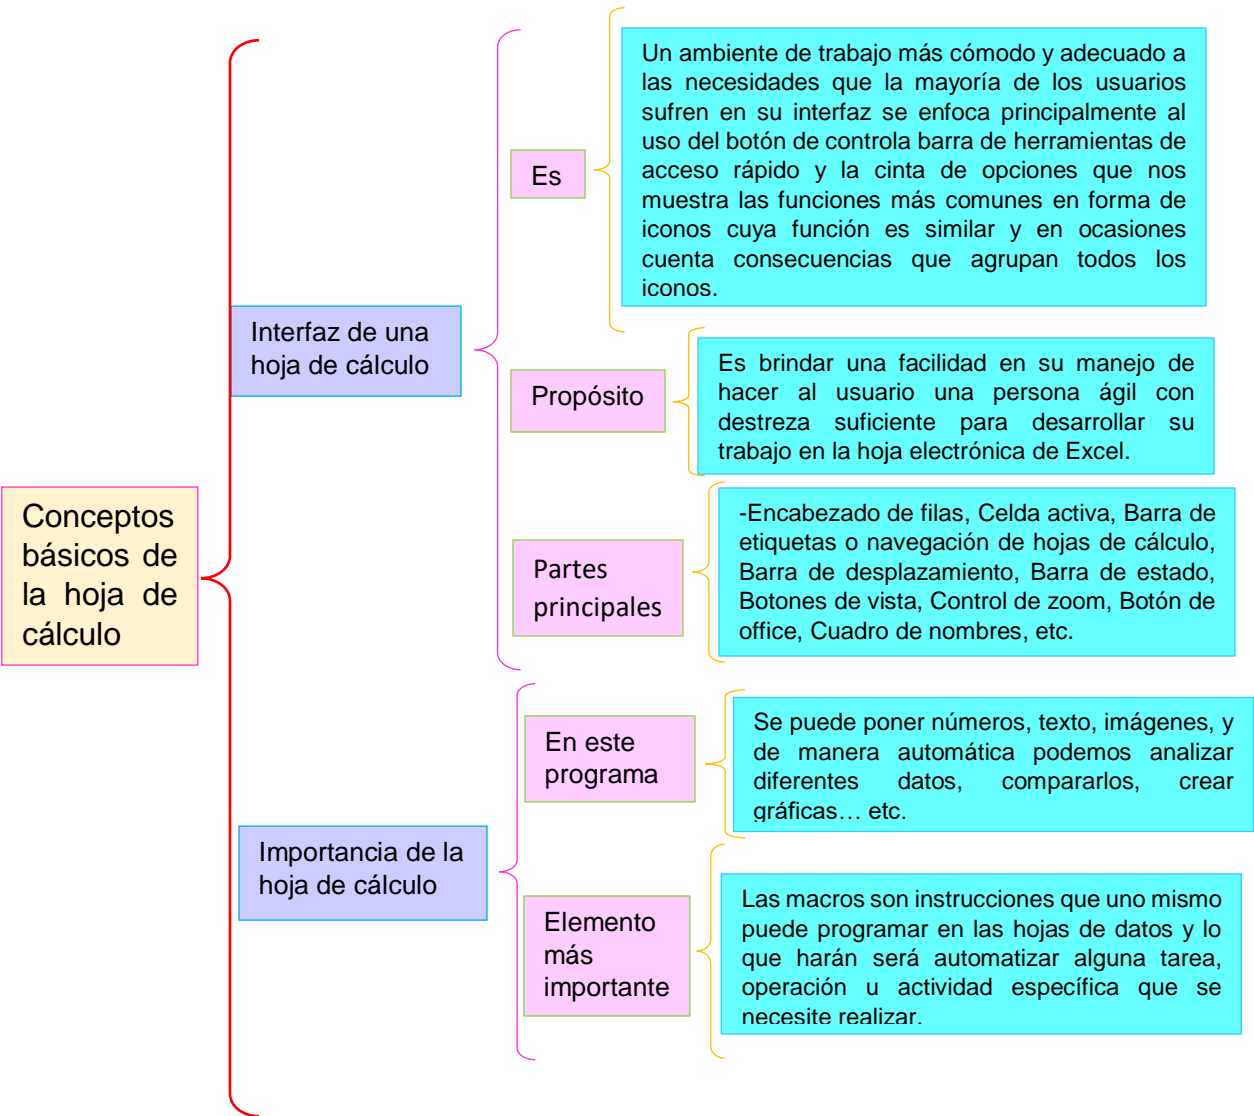 Conceptos
básicos de
la hoja de
cálculo
Interfaz de una
hoja de cálculo
Es
Un ambiente de trabajo más cómodo y adecuado a
las necesidades que la mayoría de los usuarios
sufren en su interfaz se enfoca principalmente al
uso del botón de controla barra de herramientas de
acceso rápido y la cinta de opciones que nos
muestra las funciones más comunes en forma de
iconos cuya función es similar y en ocasiones
cuenta consecuencias que agrupan todos los
iconos.
Propósito
Es brindar una facilidad en su manejo de
hacer al usuario una persona ágil con
destreza suficiente para desarrollar su
trabajo en la hoja electrónica de Excel.
Partes
principales
-Encabezado de filas, Celda activa, Barra de
etiquetas o navegación de hojas de cálculo,
Barra de desplazamiento, Barra de estado,
Botones de vista, Control de zoom, Botón de
office, Cuadro de nombres, etc.
Importancia de la
hoja de cálculo
En este
programa
Se puede poner números, texto, imágenes, y
de manera automática podemos analizar
diferentes datos, compararlos, crear
gráficas… etc.
Elemento
más
importante
Las macros son instrucciones que uno mismo
puede programar en las hojas de datos y lo
que harán será automatizar alguna tarea,
operación u actividad específica que se
necesite realizar.